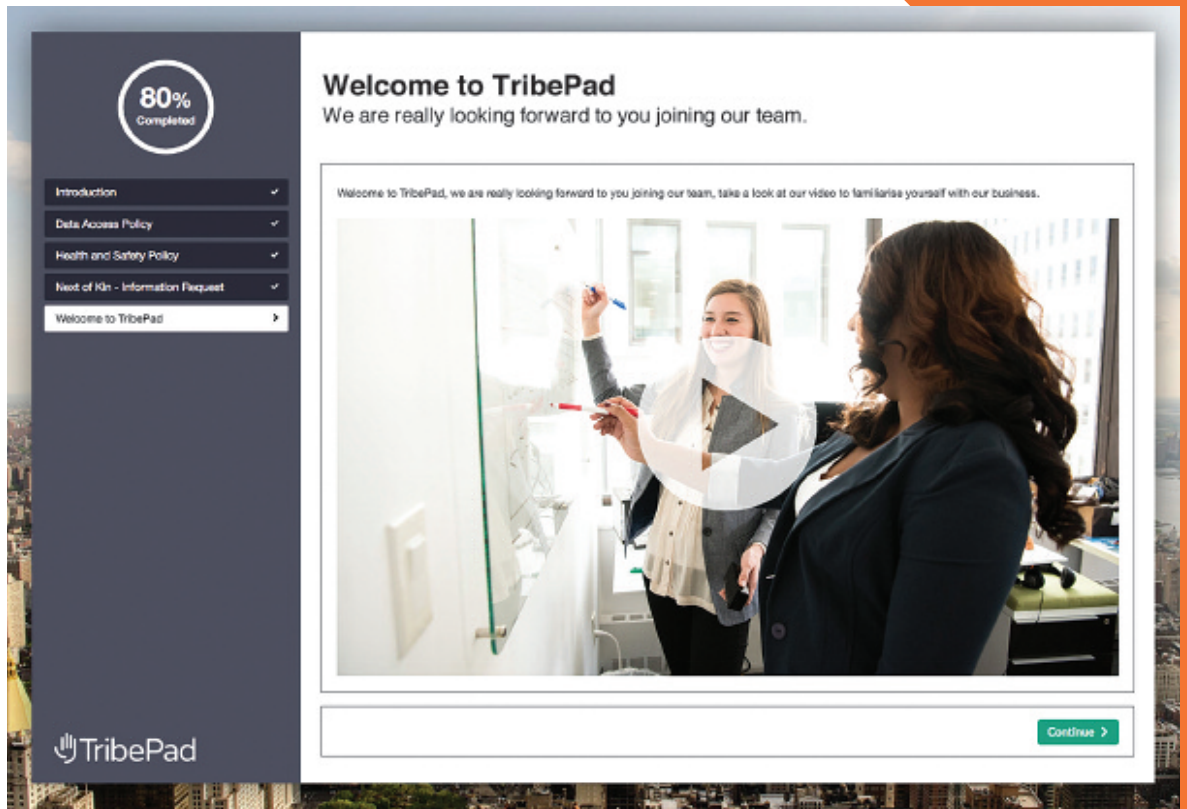 80%
Completed
Introduction
Data Access Policy
Health and Safety Policy
Next of Kin - Information Request
Welcome to TribePad
TribePad
Welcome to TribePad
We are really looking forward to you joining our team.
Welcome to TribePad, we are really looking forward to you joining our team, take a look at our video to familiarise yourself with our business.
Continue